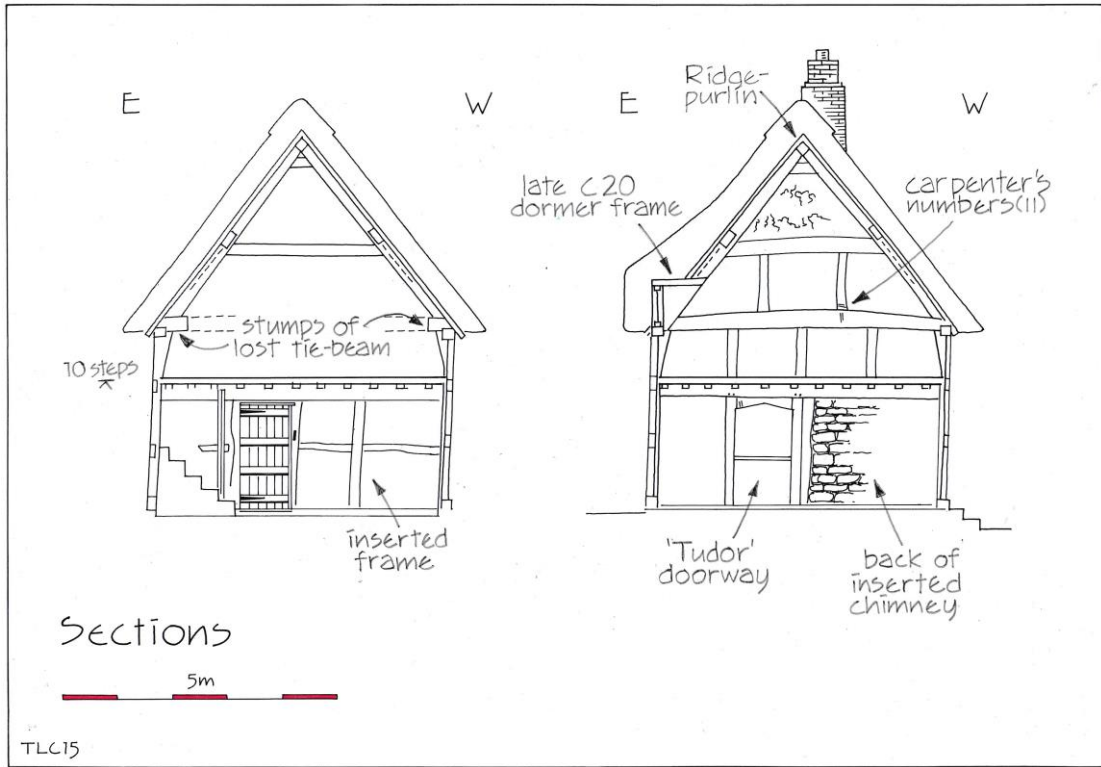 E
W
stumps of
lost tie-beam
10 steps
inserted
frame
Ridge-
purlin
E
W
late C20
dormer frame
carpenter's
numbers(II)
'Tudor'
doorway
back of
inserted
chimney
Sections
5m
TLC15